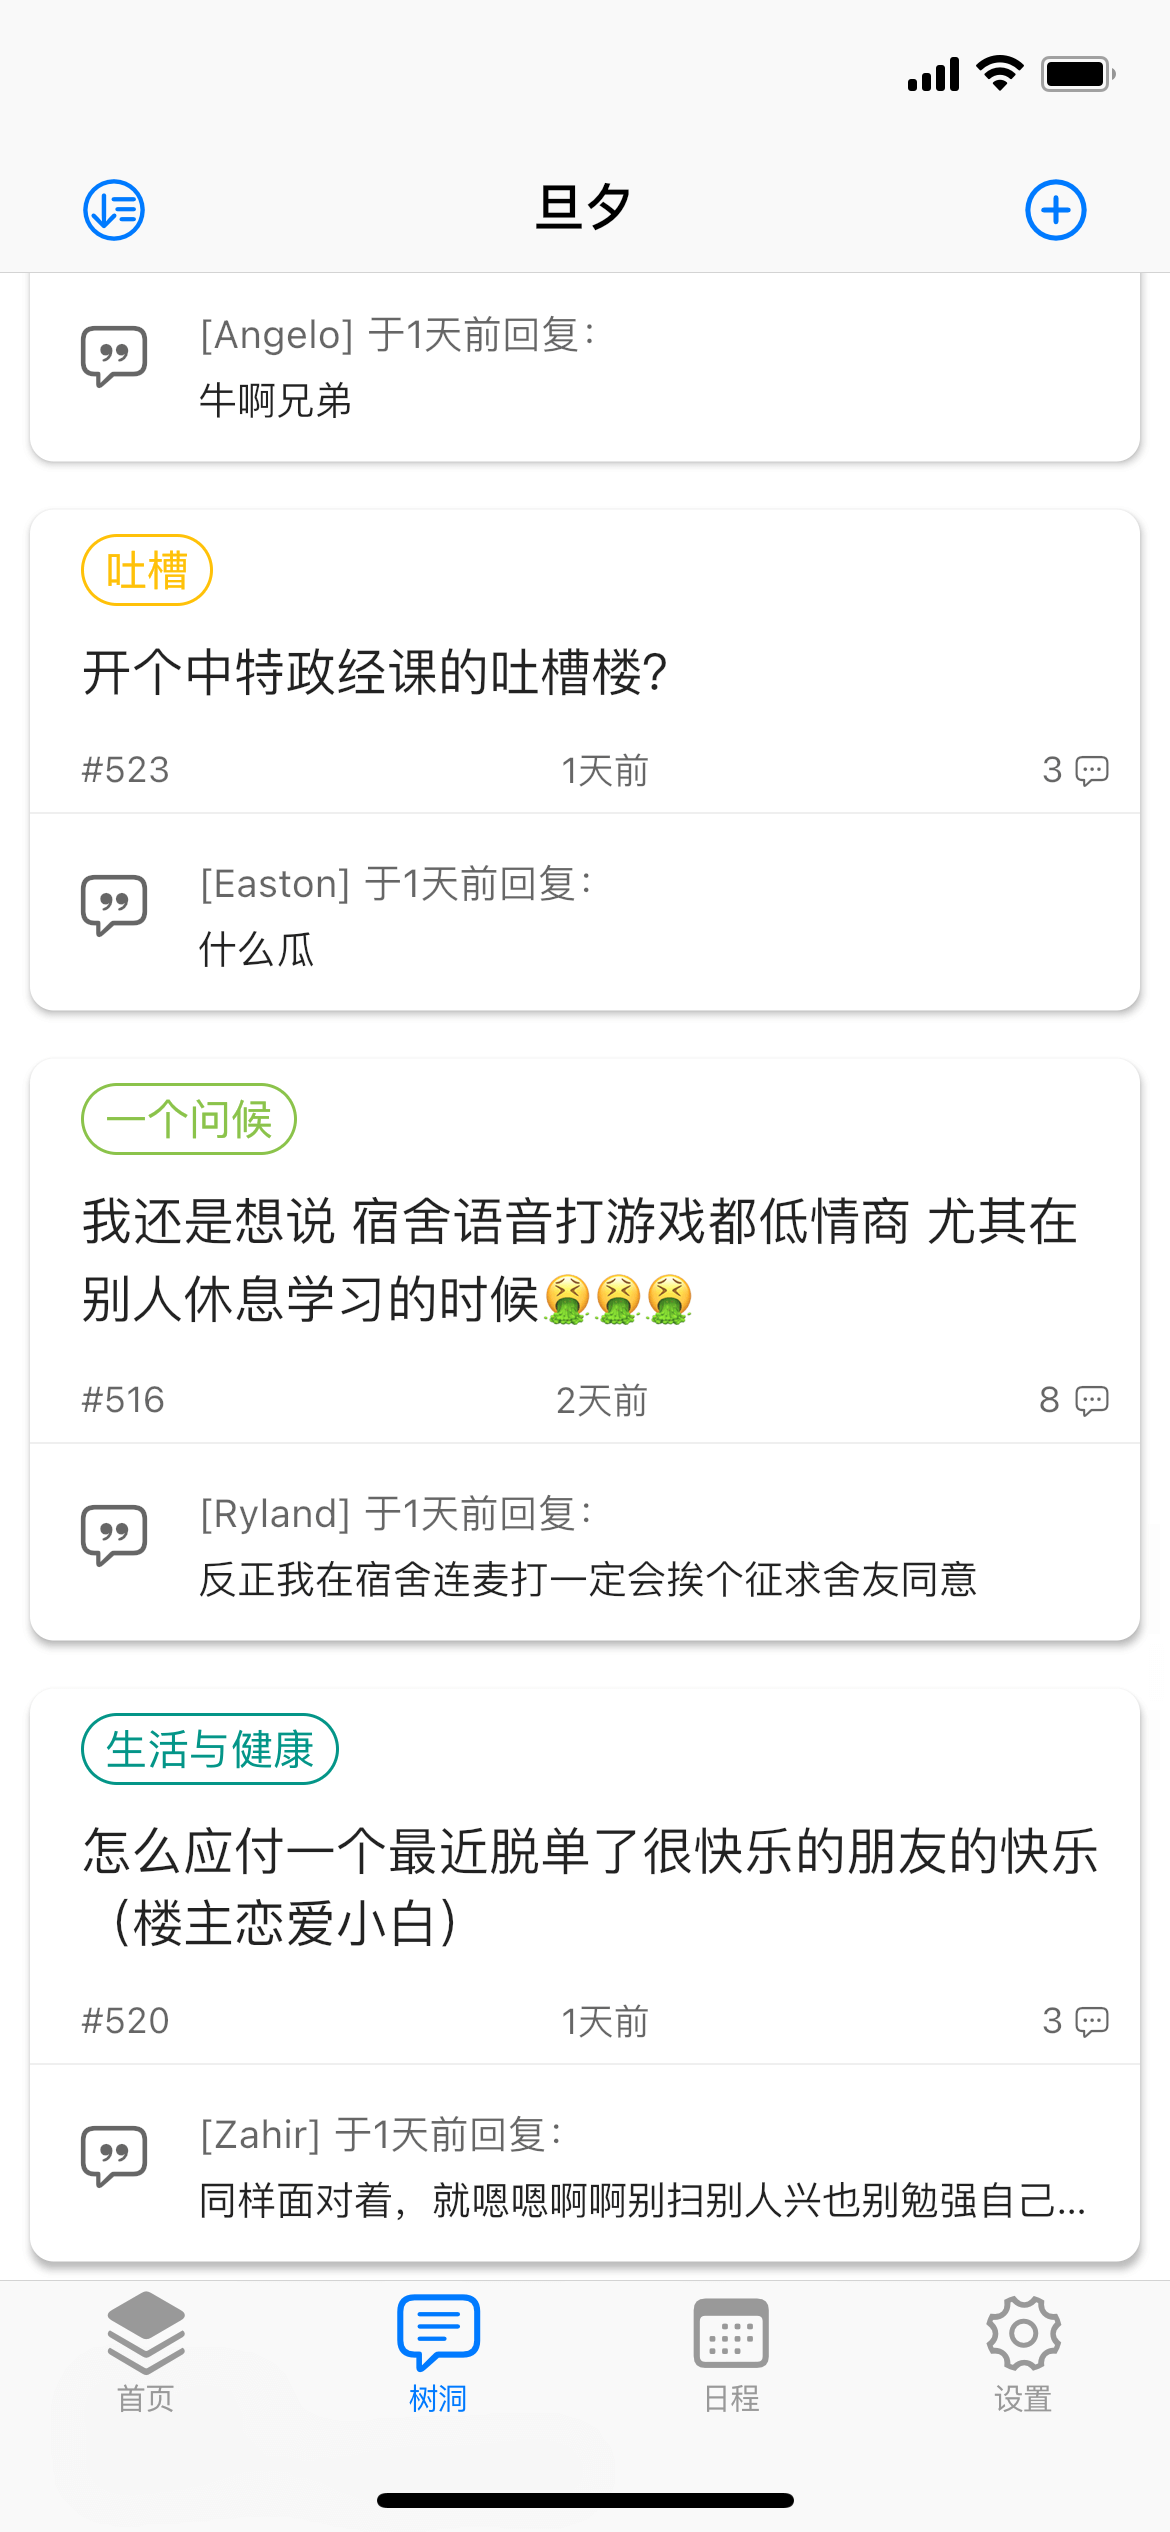 旦夕
[Angelo] 于1天前回复：
牛啊兄弟
吐槽
开个中特政经课的吐槽楼？
#523 1天前 3
[Easton] 于1天前回复：
什么瓜
一个问候
我还是想说 宿舍语音打游戏都低情商 尤其在
别人休息学习的时候🤮🤮🤮
#516 2天前 8
[Ryland] 于1天前回复：
反正我在宿舍连麦打一定会挨个征求舍友同意
生活与健康
怎么应付一个最近脱单了很快乐的朋友的快乐
（楼主恋爱小白）
#520 1天前 3
[Zahir] 于1天前回复：
同样面对着，就嗯嗯啊啊别扫别人兴也别勉强自己...
首页 树洞 日程 设置